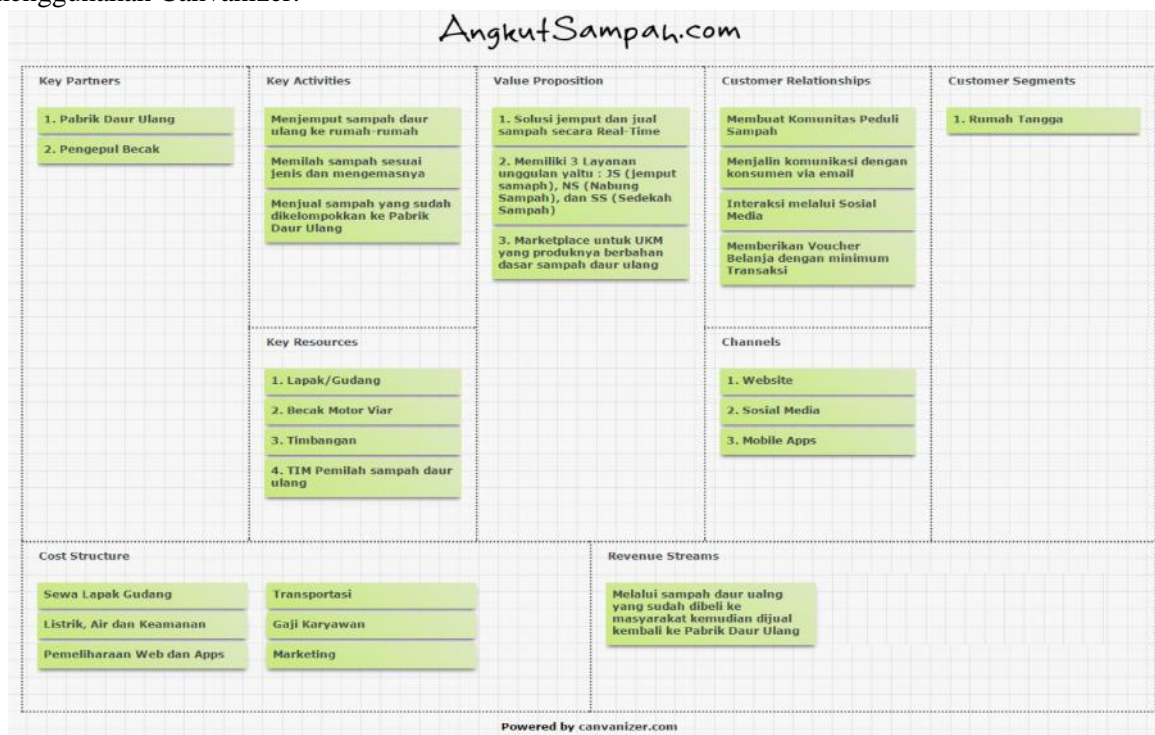 menggunakan Canvanizer.
AngkutSampah.com
Key Partners
1. Pabrik Daur Ulang
2. Pengepul Becak
Key Activities
Menjemput sampah daur
ulang ke rumah-rumah
Memilah sampah sesuai
jenis dan mengemasnya
Menjual sampah yang sudah
dikelompokkan ke Pabrik
Daur Ulang
Key Resources
1. Lapak/Gudang
2. Becak Motor Viar
3. Timbangan
4. TIM Pemilah sampah daur
ulang
Value Proposition
1. Solusi jemput dan jual
sampah secara Real-Time
2. Memiliki 3 Layanan
unggulan yaitu : JS (jemput
samaph), NS (Nabung
Sampah), dan SS (Sedekah
Sampah)
3. Marketplace untuk UKM
yang produknya berbahan
dasar sampah daur ulang
Customer Relationships
Membuat Komunitas Peduli
Sampah
Menjalin komunikasi dengan
konsumen via email
Interaksi melalui Sosial
Media
Memberikan Voucher
Belanja dengan minimum
Transaksi
Channels
1. Website
2. Sosial Media
3. Mobile Apps
Customer Segments
1. Rumah Tangga
Cost Structure
Sewa Lapak Gudang
Listrik, Air dan Keamanan
Pemeliharaan Web dan Apps
Transportasi
Gaji Karyawan
Marketing
Revenue Streams
Melalui sampah daur ualng
yang sudah dibeli ke
masyarakat kemudian dijual
kembali ke Pabrik Daur Ulang
Powered by canvanizer.com